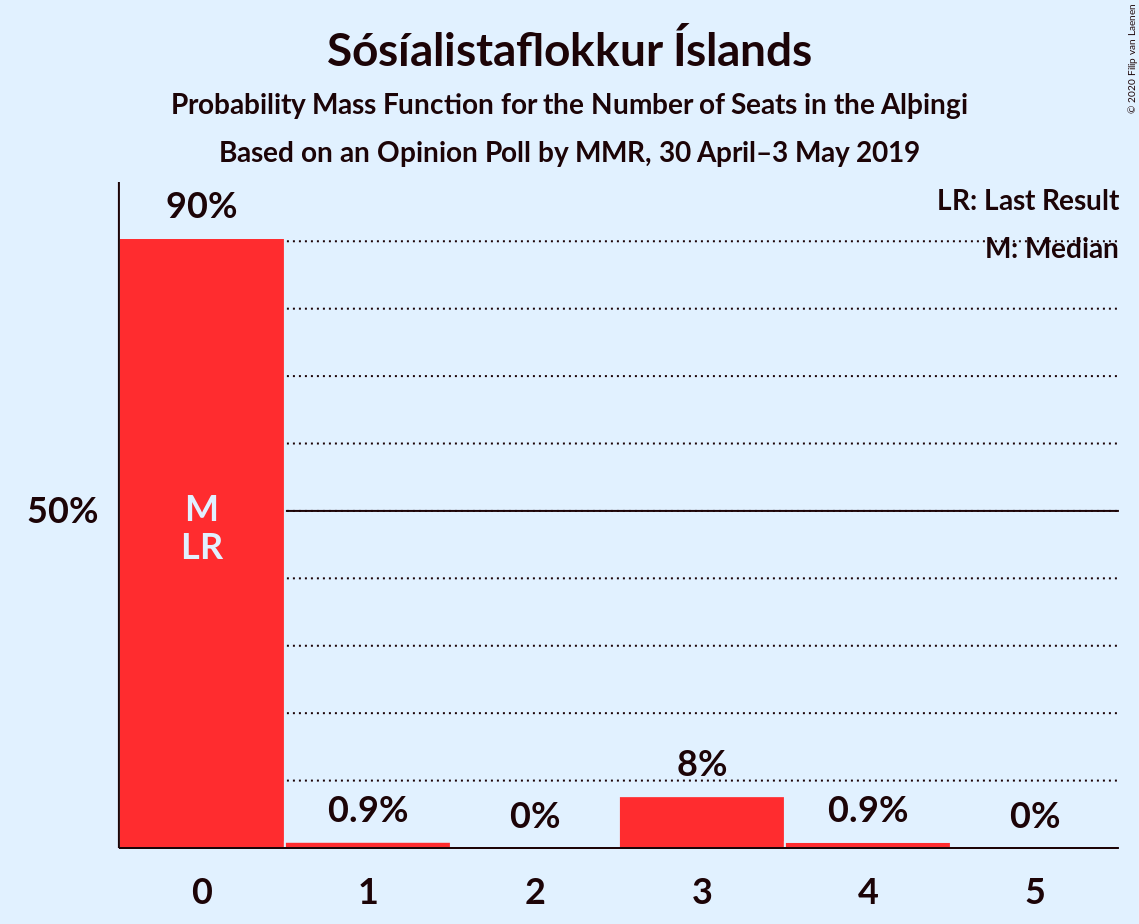 Sósíalistaflokkur Íslands
Probability Mass Function for the Number of Seats in the Alþingi
Based on an Opinion Poll by MMR, 30 April–3 May 2019
© 2020 Filip van Laenen
LR: Last Result
M: Median
90%
50%
M
LR
0.9%
0%
8%
0.9%
0%
0 1 2 3 4 5